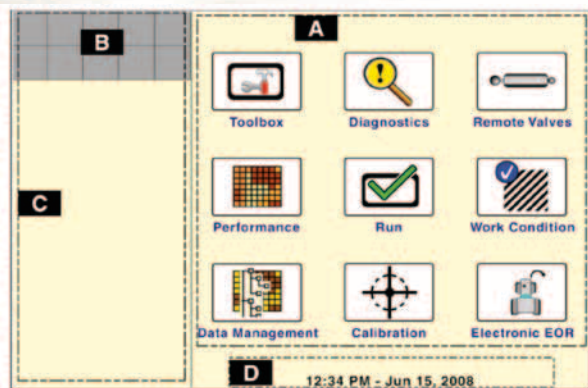 B
A
Toolbox
Diagnostics
Remote Valves
C
Performance
Run
Work Condition
Data Management
Calibration
Electronic EOR
D
12:34 PM - Jun 15, 2008